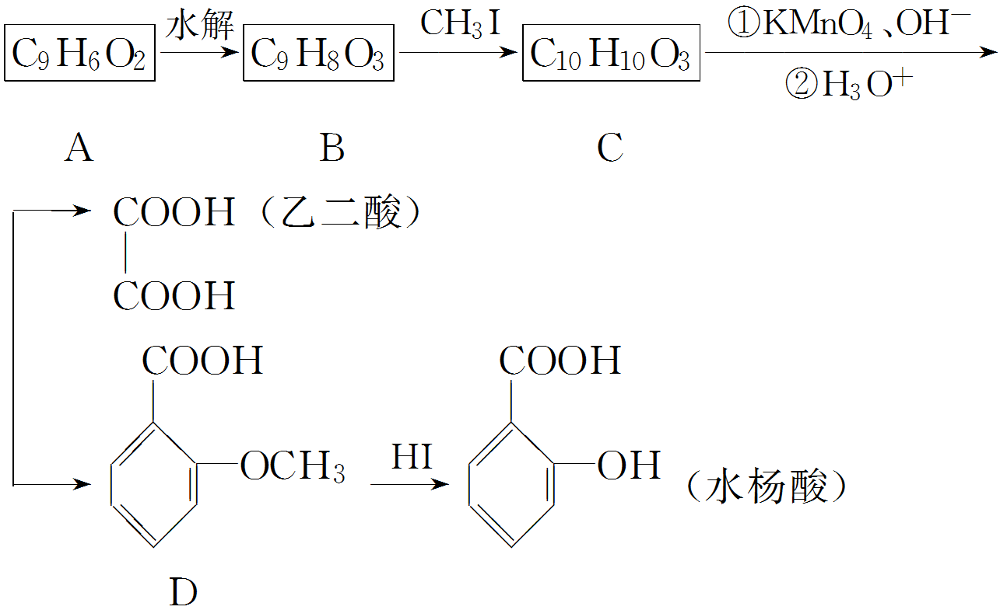 C₉H₆O₂ 水解 C₉H₈O₃ CH₃I C₁₀H₁₀O₃ ①KMnO₄、OH⁻
②H₃O⁺
A B C
COOH（乙二酸）
COOH
COOH COOH
OCH₃ HI OH（水杨酸）
D